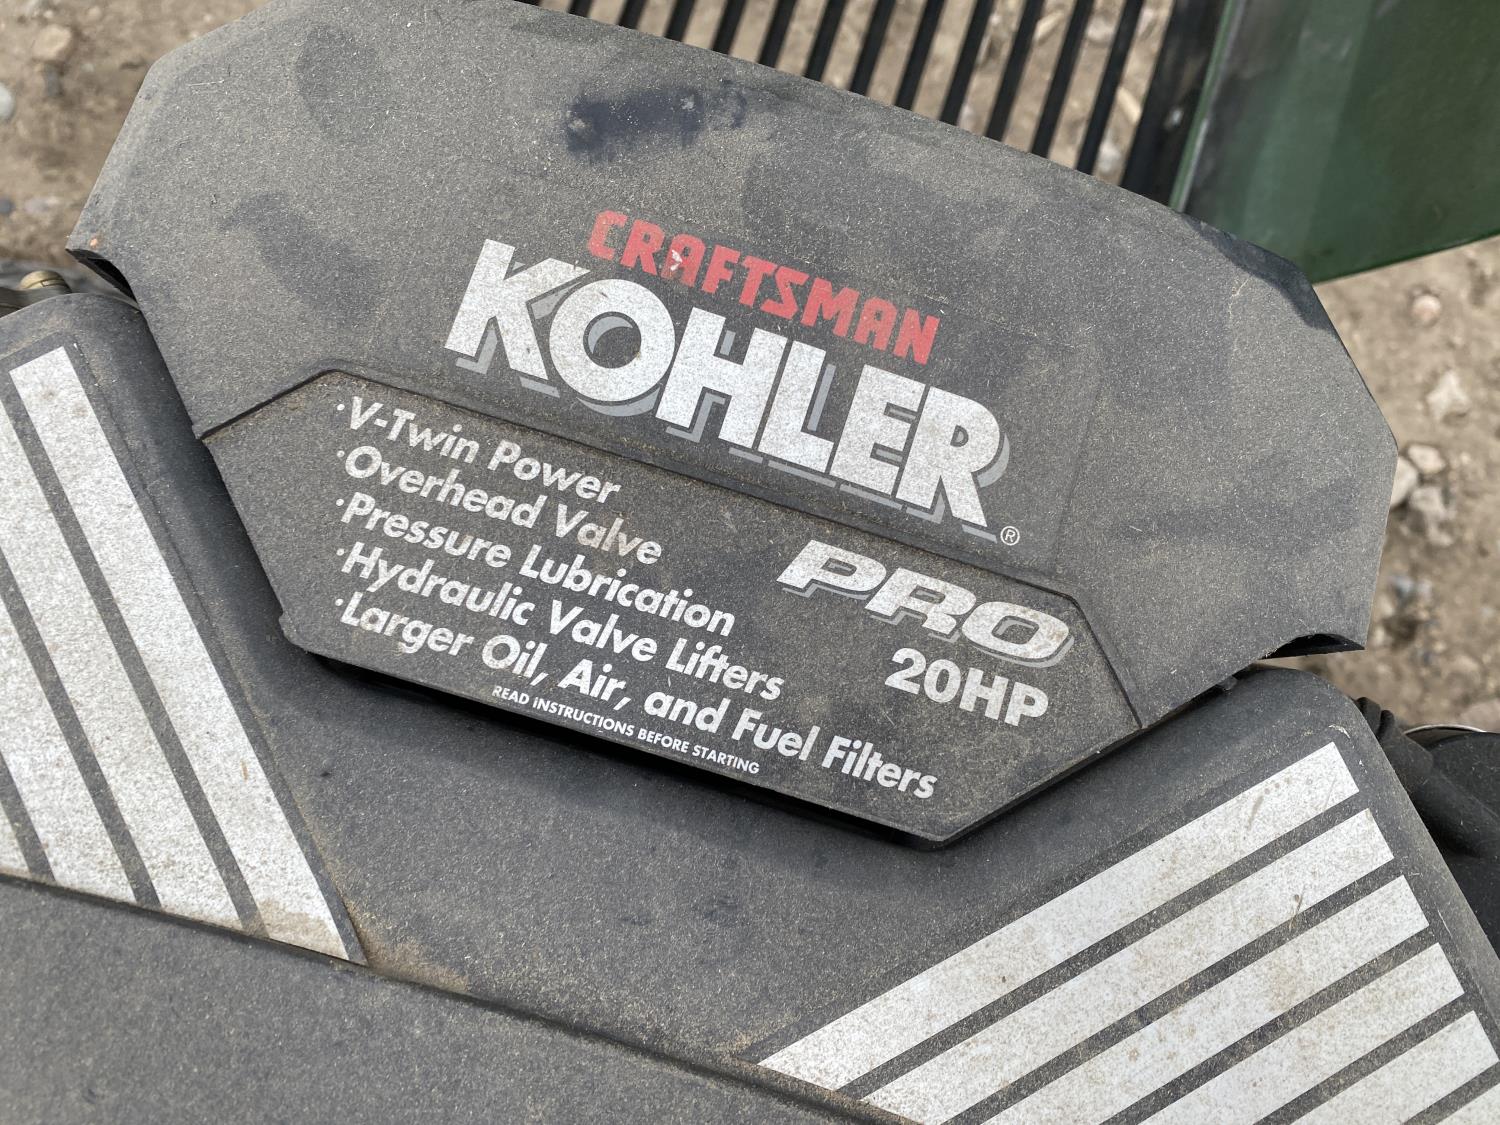 CRAFTSMAN
KOHLER®
·V-Twin Power
·Overhead Valve
·Pressure Lubrication
·Hydraulic Valve Lifters
·Larger Oil, Air, and Fuel Filters
READ INSTRUCTIONS BEFORE STARTING
PRO
20HP